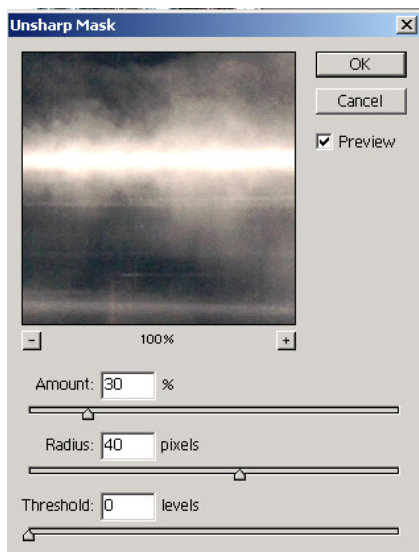 Unsharp Mask
OK
Cancel
Preview
- 100% +
Amount: 30 %
Radius: 40 pixels
Threshold: 0 levels